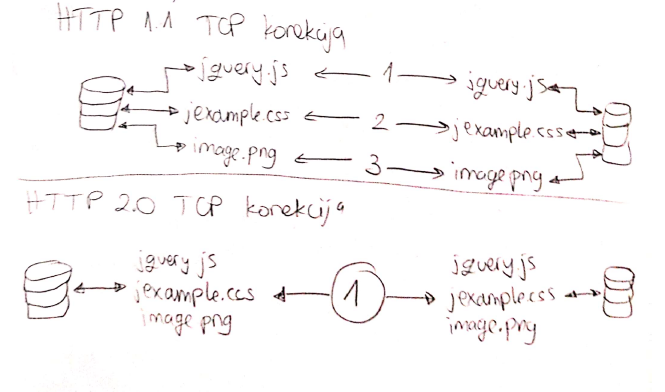 HTTP 1.1 TCP konekcija
jquery.js 1 jquery.js
jexample.css 2 jexample.css
image.png 3 image.png
HTTP 2.0 TCP konekcija
jquery js jquery js
jexample.ccs 1 jexample.css
image png image.png